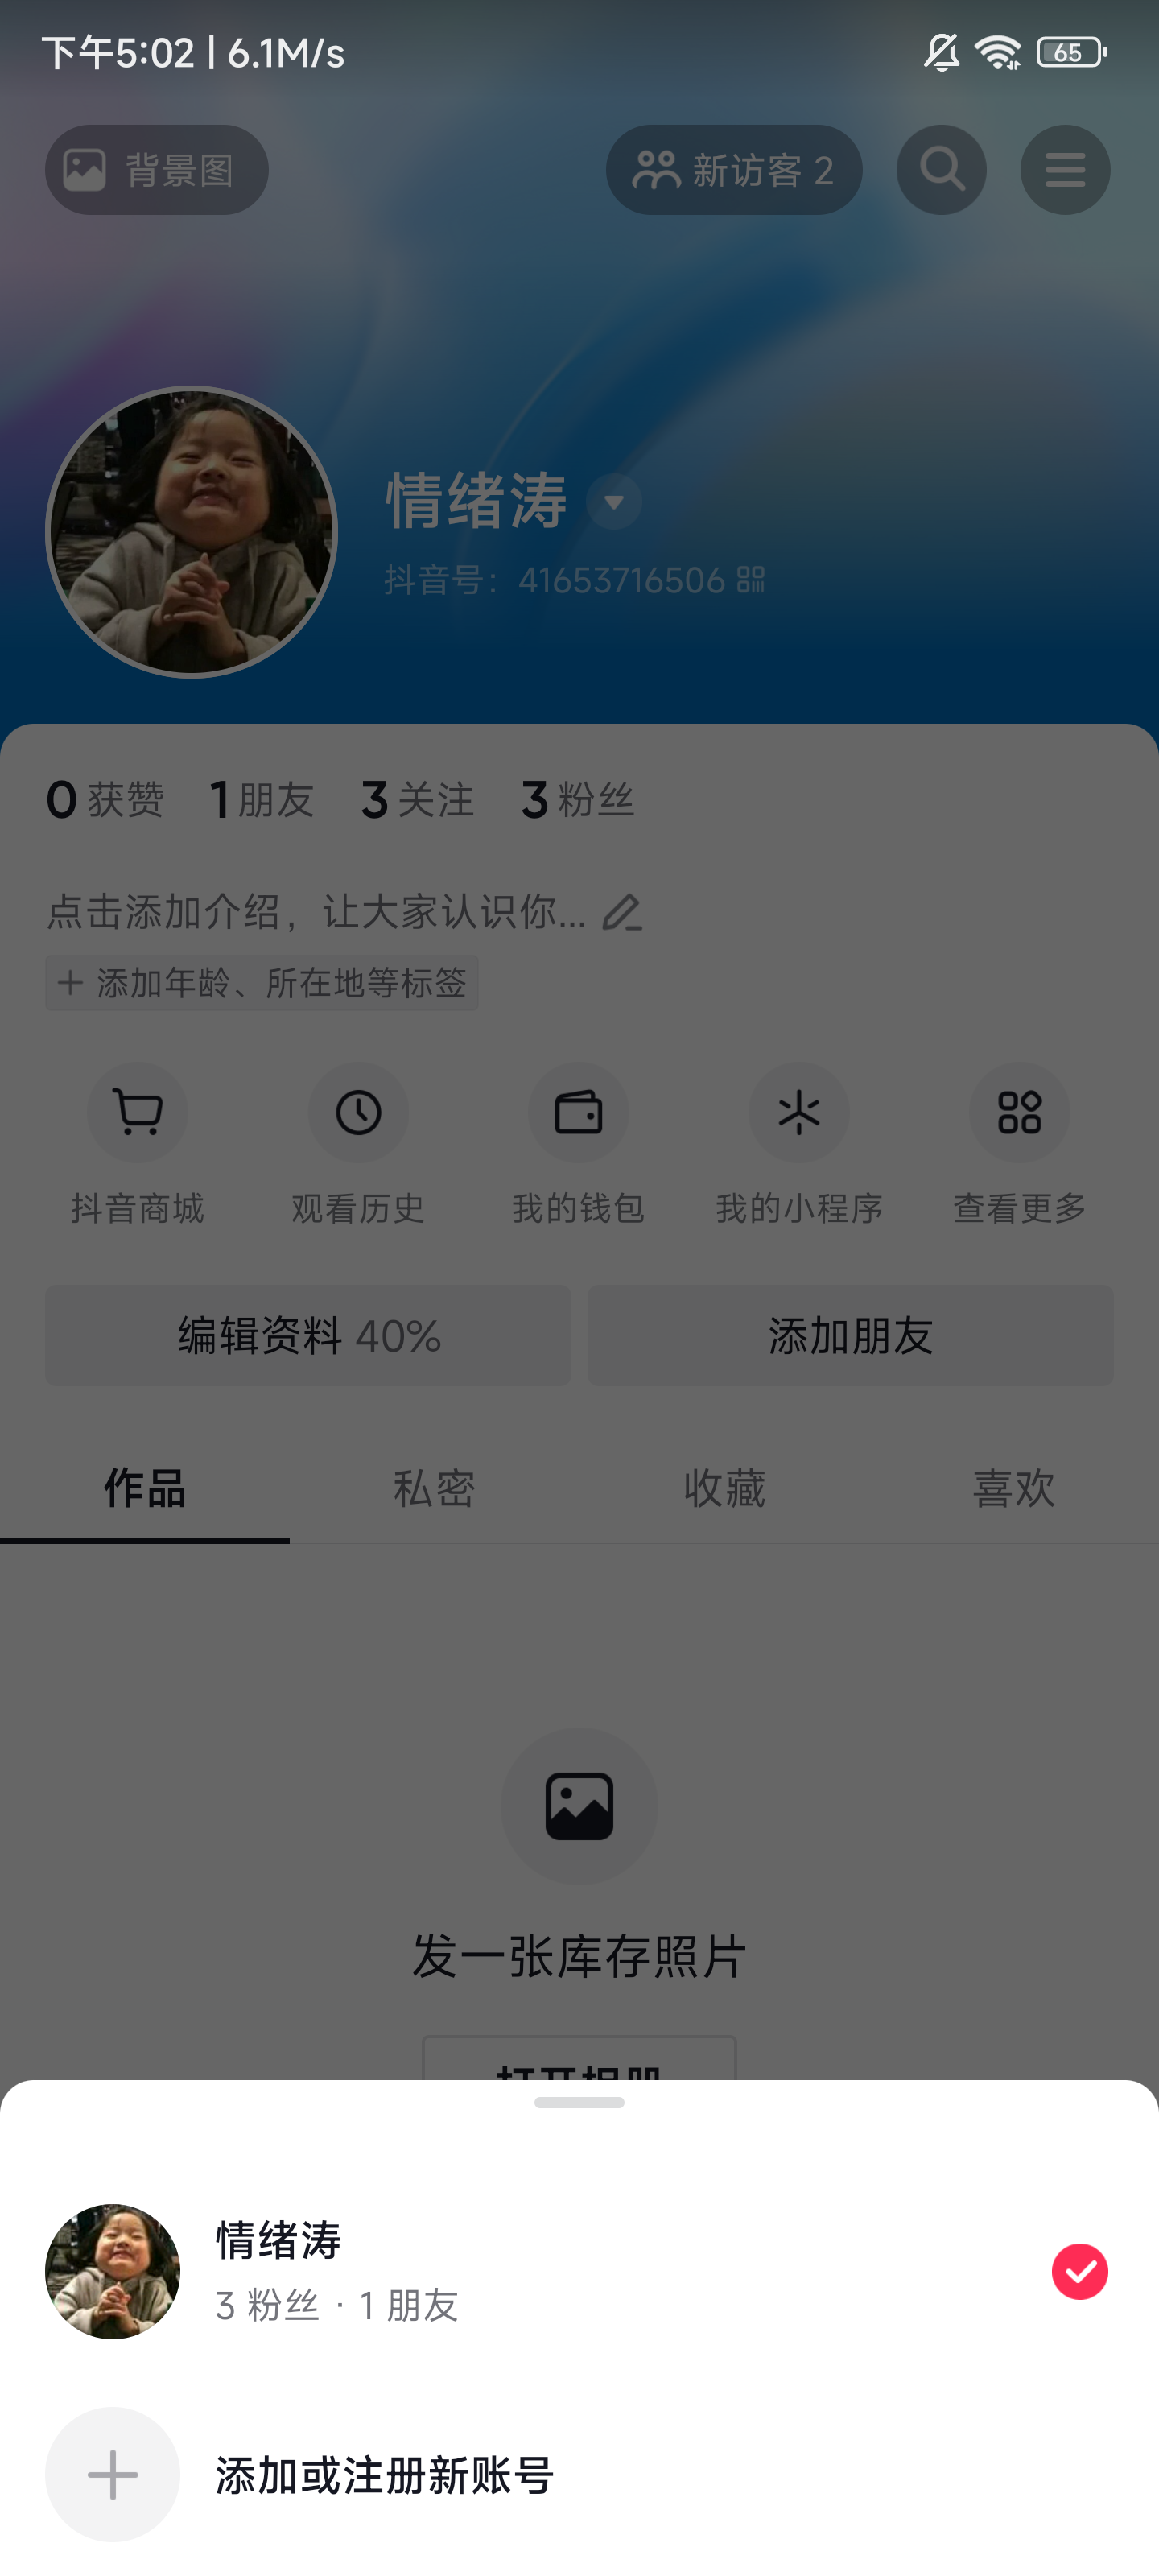 下午5:02 | 6.1M/s
65
背景图
新访客 2
情绪涛
抖音号：41653716506
0 获赞 1 朋友 3 关注 3 粉丝
点击添加介绍，让大家认识你...
+ 添加年龄、所在地等标签
抖音商城 观看历史 我的钱包 我的小程序 查看更多
编辑资料 40% 添加朋友
作品 私密 收藏 喜欢
发一张库存照片
情绪涛
3 粉丝 · 1 朋友
添加或注册新账号